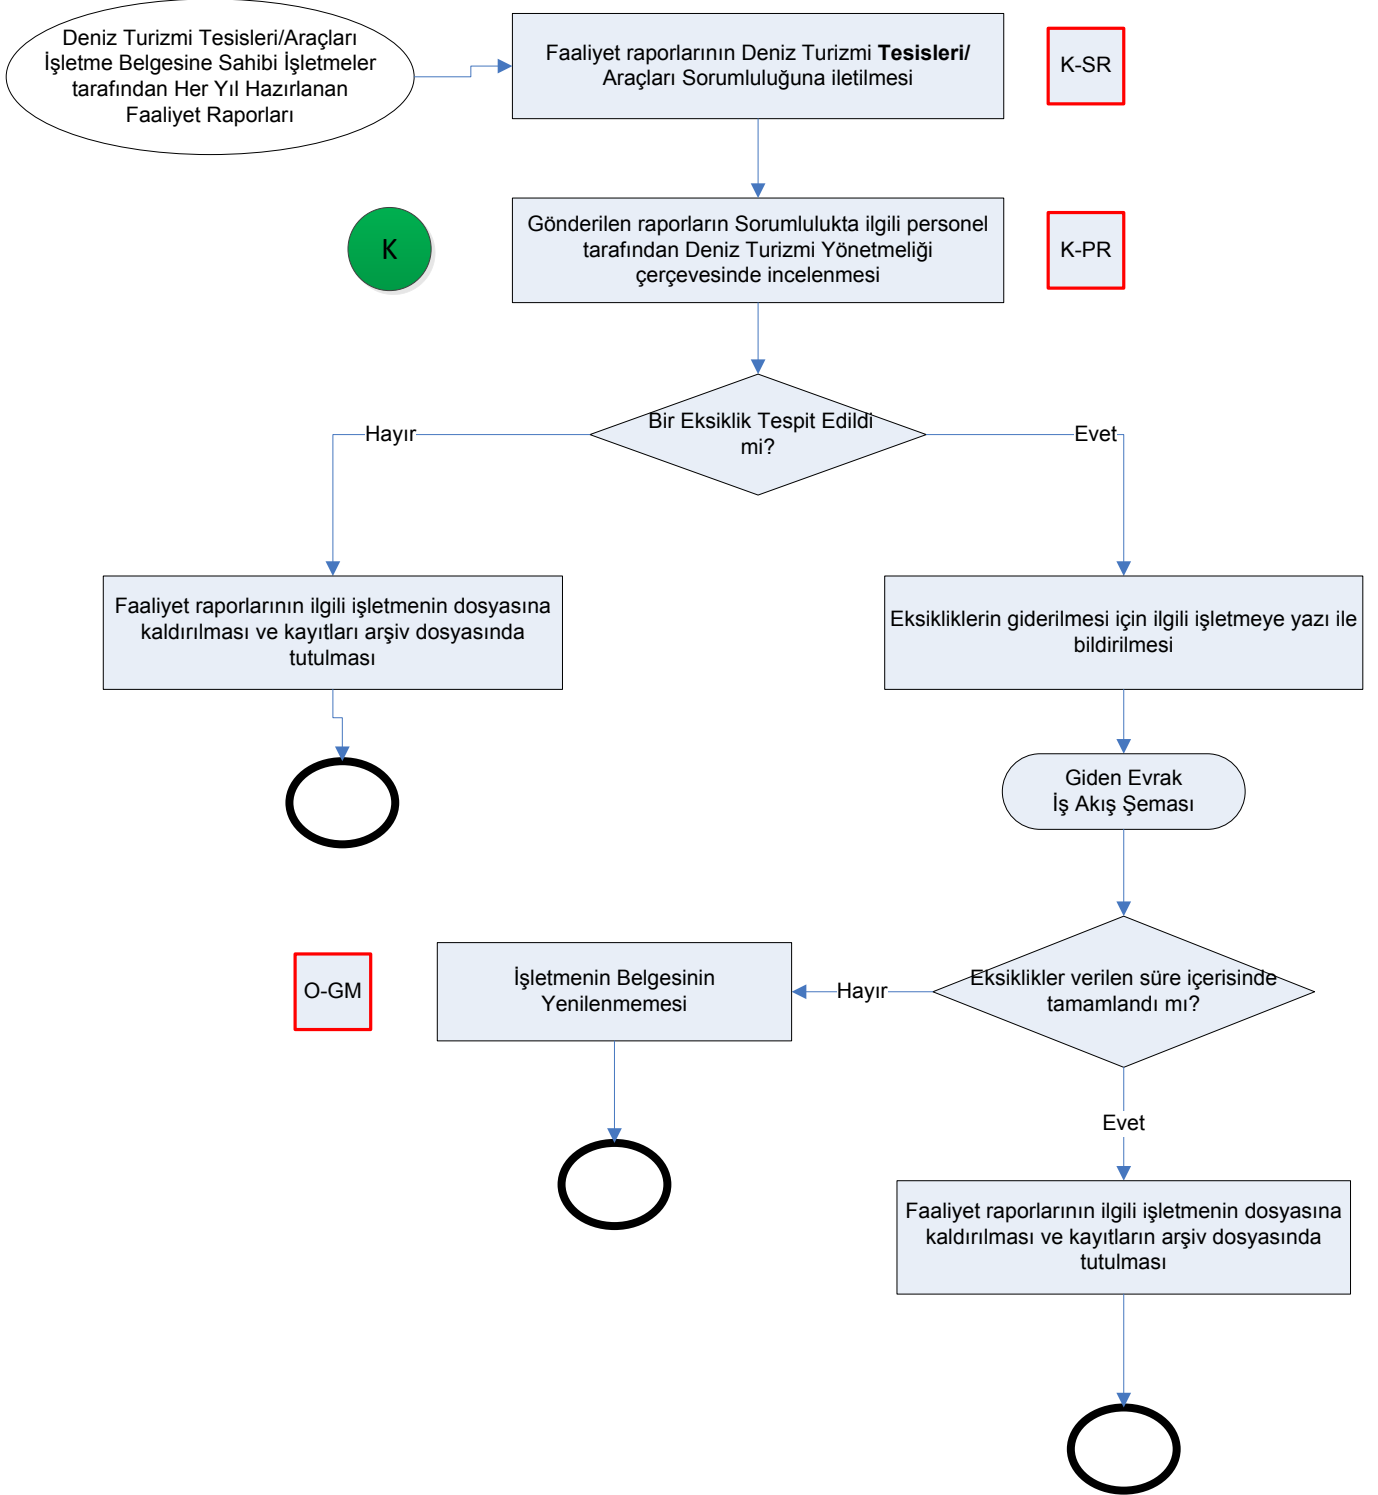 Deniz Turizmi Tesisleri/Araçları
İşletme Belgesine Sahibi İşletmeler
tarafından Her Yıl Hazırlanan
Faaliyet Raporları
Faaliyet raporlarının Deniz Turizmi Tesisleri/
Araçları Sorumluluğuna iletilmesi
K-SR
K
Gönderilen raporların Sorumlulukta ilgili personel
tarafından Deniz Turizmi Yönetmeliği
çerçevesinde incelenmesi
K-PR
Bir Eksiklik Tespit Edildi
mi?
Hayır
Evet
Faaliyet raporlarının ilgili işletmenin dosyasına
kaldırılması ve kayıtları arşiv dosyasında
tutulması
Eksikliklerin giderilmesi için ilgili işletmeye yazı ile
bildirilmesi
Giden Evrak
İş Akış Şeması
Eksiklikler verilen süre içerisinde
tamamlandı mı?
Hayır
İşletmenin Belgesinin
Yenilenmemesi
O-GM
Evet
Faaliyet raporlarının ilgili işletmenin dosyasına
kaldırılması ve kayıtların arşiv dosyasında
tutulması